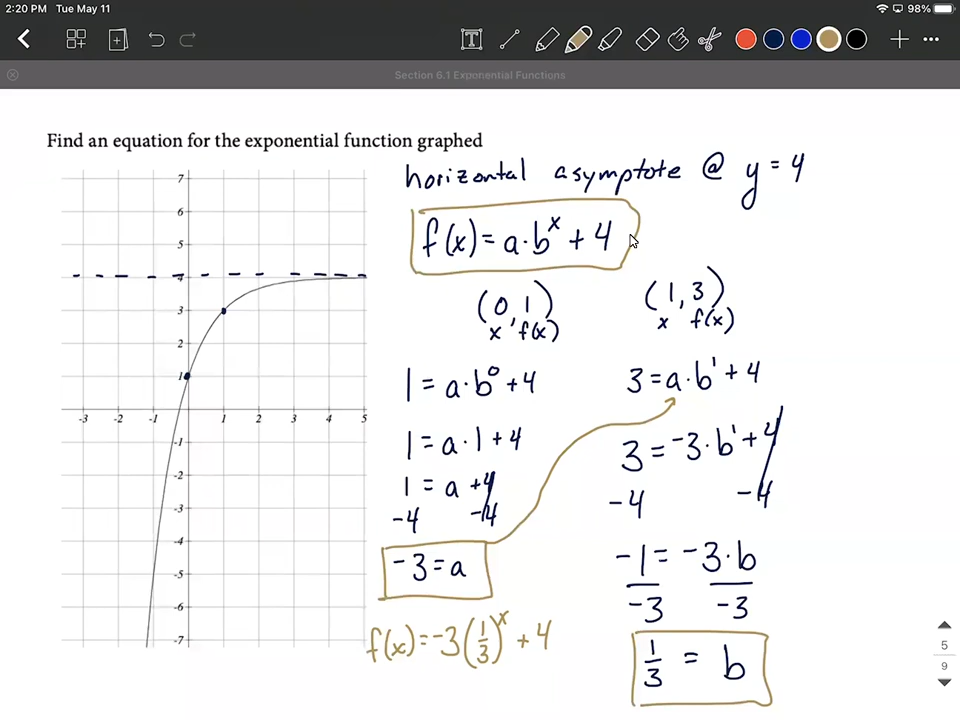 2:20 PM Tue May 11
98%
T
Section 6.1 Exponential Functions
Find an equation for the exponential function graphed
horizontal asymptote @ y = 4
f(x) = a·b^x + 4
7
6
5
4
3
2
1
-3 -2 -1 1 2 3 4 5
-1
-2
-3
-4
-5
-6
-7
(0, 1)
x, f(x)
1 = a·b^0 + 4
1 = a·1 + 4
1 = a + 4
-4 -4
-3 = a
f(x) = -3(1/3)^x + 4
(1, 3)
x f(x)
3 = a·b^1 + 4
3 = -3·b^1 + 4
-4 -4
-1 = -3·b
-3 -3
1/3 = b
5
9